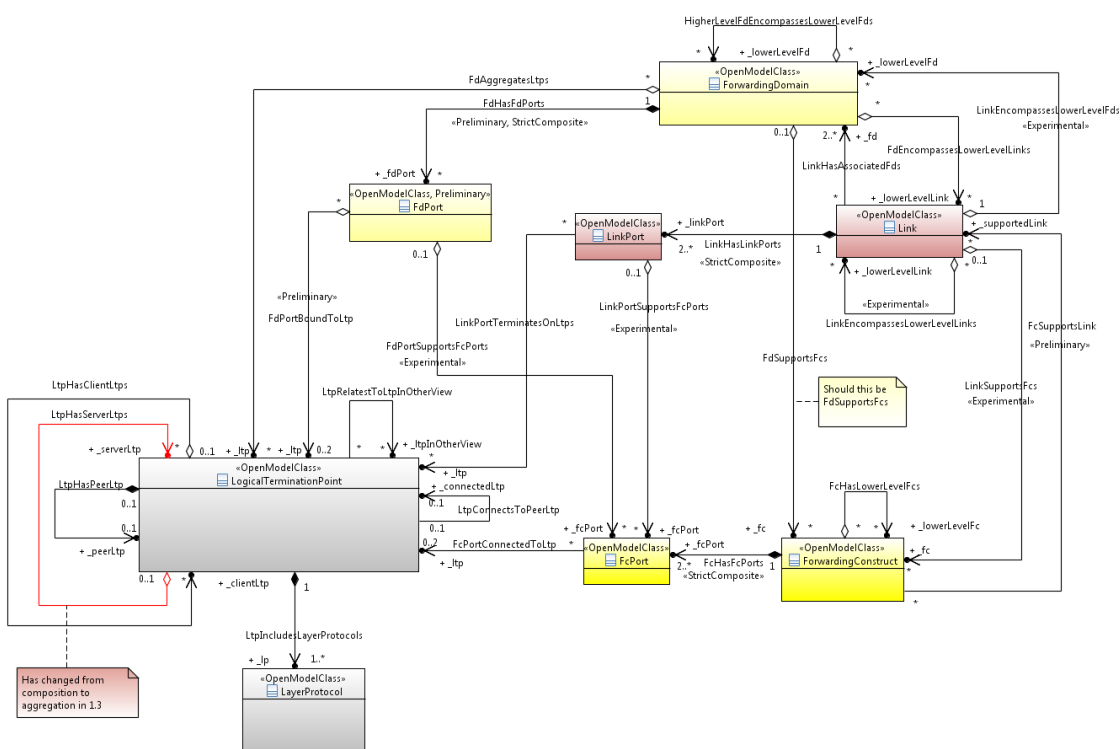 HigherLevelFdEncompassesLowerLevelFds
*
+ _lowerLevelFd
*
«OpenModelClass»
ForwardingDomain
+ _lowerLevelFd
*
FdAggregatesLtps
*
FdHasFdPorts
1
«Preliminary, StrictComposite»
*
LinkEncompassesLowerLevelFds
«Experimental»
0..1
2..*
+ _fd
FdEncompassesLowerLevelLinks
LinkHasAssociatedFds
+ _fdPort
*
«OpenModelClass, Preliminary»
FdPort
*
0..1
*
+ _lowerLevelLink
*
1
«OpenModelClass»
Link
+ _supportedLink
*
*
0..1
*
+ _linkPort
«OpenModelClass»
LinkPort
LinkHasLinkPorts
1
2..*
«StrictComposite»
0..1
*
+ _lowerLevelLink
*
«Experimental»
LinkEncompassesLowerLevelLinks
«Preliminary»
FdPortBoundToLtp
LinkPortTerminatesOnLtps
LinkPortSupportsFcPorts
«Experimental»
FcSupportsLink
«Preliminary»
FdPortSupportsFcPorts
«Experimental»
FdSupportsFcs
LinkSupportsFcs
«Experimental»
Should this be
FdSupportsFcs
LtpHasClientLtps
LtpRelatestToLtpInOtherView
LtpHasServerLtps
+ _serverLtp
*
0..1
+ _ltp
*
+ _ltp
0..2
*
*
+ _ltpInOtherView
*
+ _ltp
«OpenModelClass»
LogicalTerminationPoint
LtpHasPeerLtp
0..1
+ _connectedLtp
0..1
LtpConnectsToPeerLtp
0..1
0..1
+ _peerLtp
FcHasLowerLevelFcs
+ _fcPort
*
*
+ _fcPort
+ _fc
*
*
*
+ _lowerLevelFc
0..2
FcPortConnectedToLtp
*
+ _ltp
«OpenModelClass»
FcPort
+ _fcPort
FcHasFcPorts
2..*
1
«StrictComposite»
«OpenModelClass»
ForwardingConstruct
+ _fc
*
*
0..1
*
+ _clientLtp
1
LtpIncludesLayerProtocols
+ _lp
1..*
«OpenModelClass»
LayerProtocol
Has changed from
composition to
aggregation in 1.3